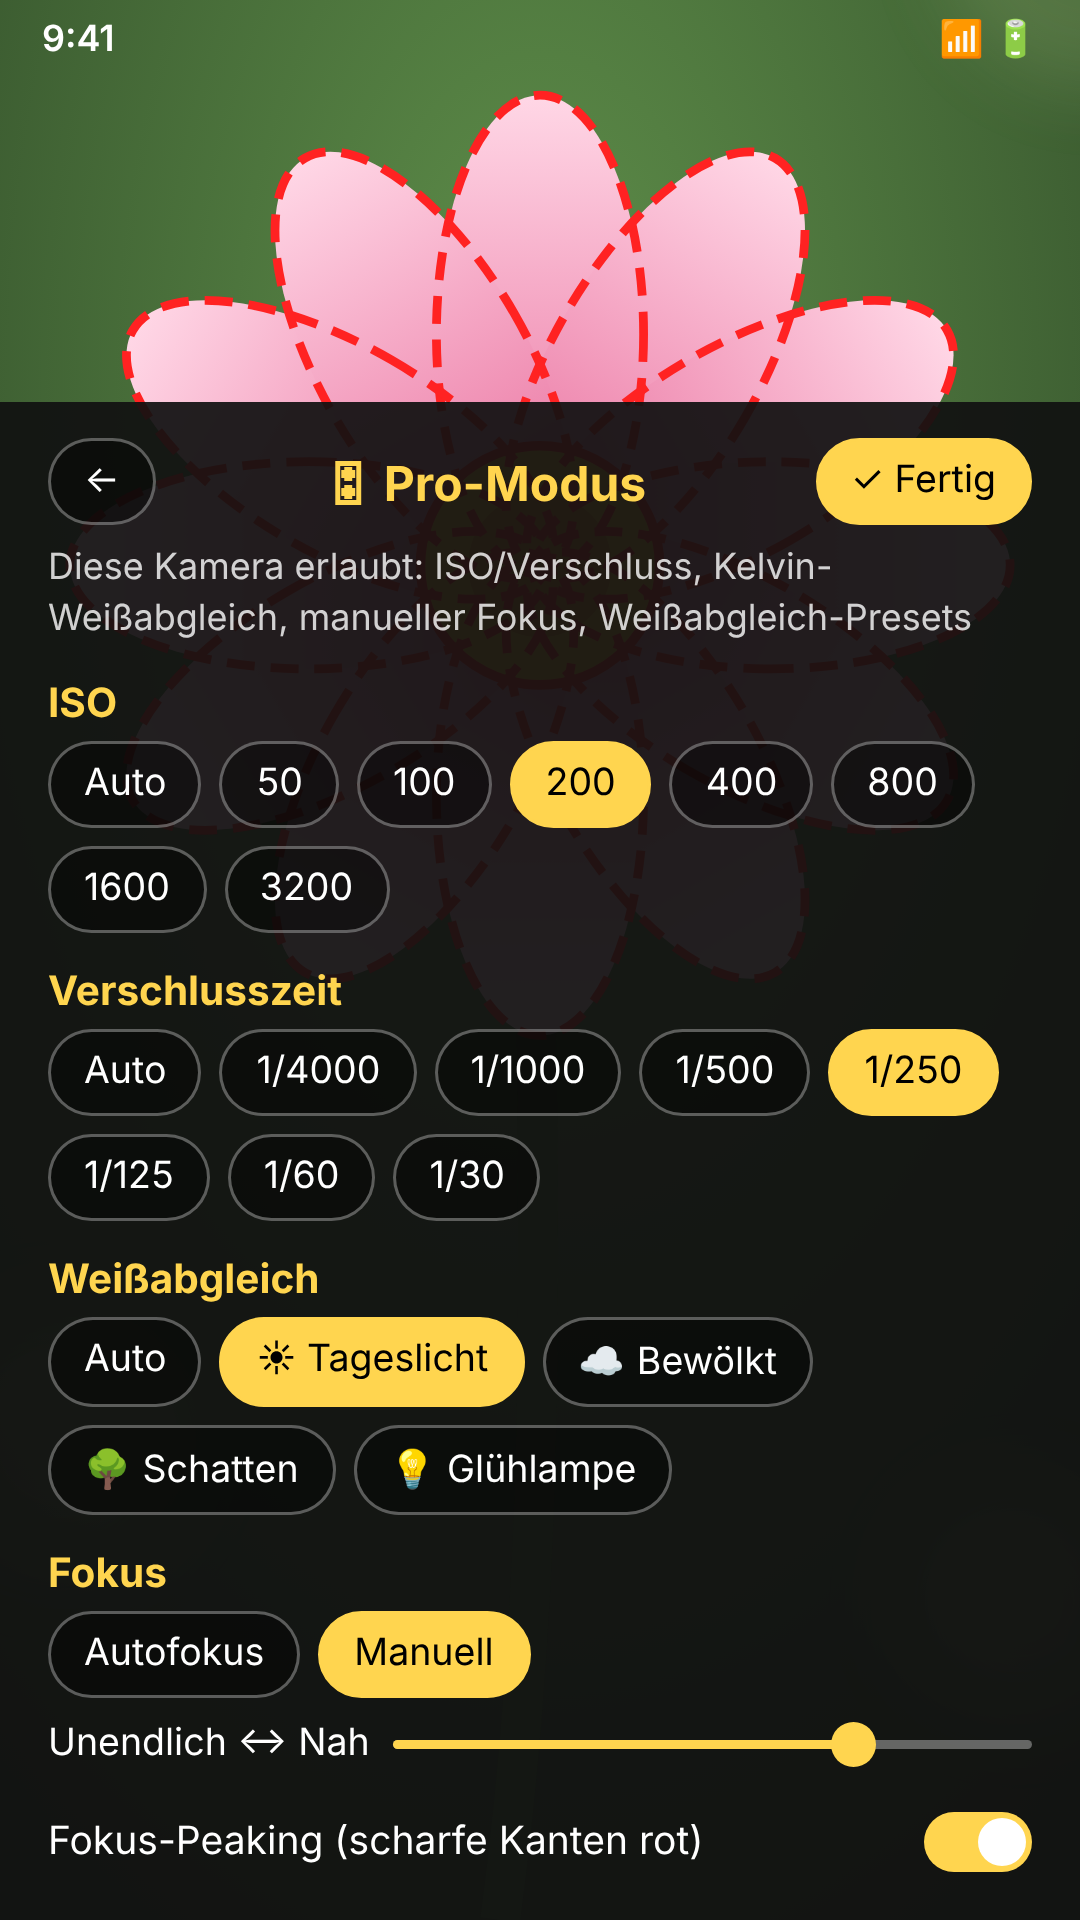 9:41
← 🎛 Pro-Modus ✓ Fertig
Diese Kamera erlaubt: ISO/Verschluss, Kelvin-
Weißabgleich, manueller Fokus, Weißabgleich-Presets
ISO
Auto 50 100 200 400 800
1600 3200
Verschlusszeit
Auto 1/4000 1/1000 1/500 1/250
1/125 1/60 1/30
Weißabgleich
Auto ☀ Tageslicht ☁️ Bewölkt
🌳 Schatten 💡 Glühlampe
Fokus
Autofokus Manuell
Unendlich ↔ Nah
Fokus-Peaking (scharfe Kanten rot)